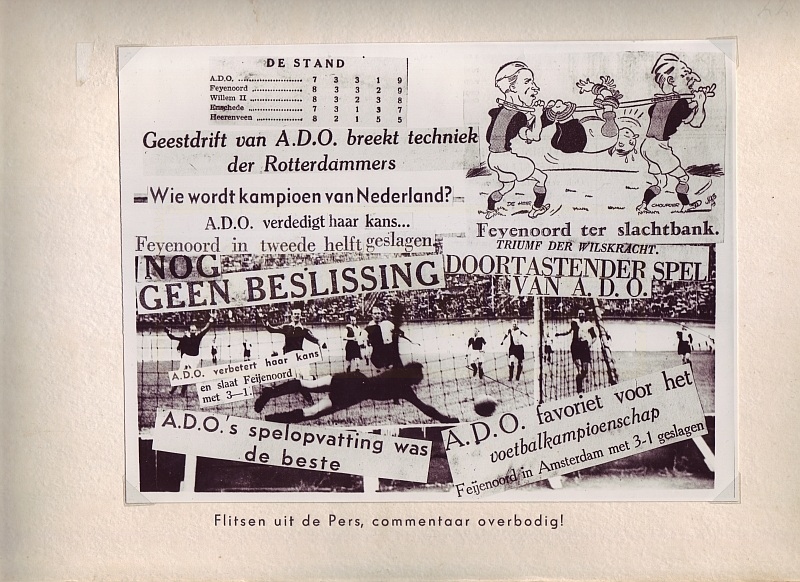 DE STAND
A.D.O. 7 3 3 1 9
Feyenoord 8 3 3 2 9
Willem II 8 3 2 3 8
Enschede 7 3 1 3 7
Heerenveen 8 2 1 5 5
Geestdrift van A.D.O. breekt techniek
der Rotterdammers
Wie wordt kampioen van Nederland?
A.D.O. verdedigt haar kans...
Feyenoord in tweede helft geslagen.
DE HEER
CHOUFOER
Feyenoord ter slachtbank.
TRIUMF DER WILSKRACHT.
NOG
GEEN BESLISSING
DOORTASTENDER SPEL
VAN A.D.O.
A.D.O. verbetert haar kans
en slaat Feijenoord
met 3—1.
A.D.O.'s spelopvatting was
de beste
A.D.O. favoriet voor het
voetbalkampioenschap
Feijenoord in Amsterdam met 3-1 geslagen
Flitsen uit de Pers, commentaar overbodig!